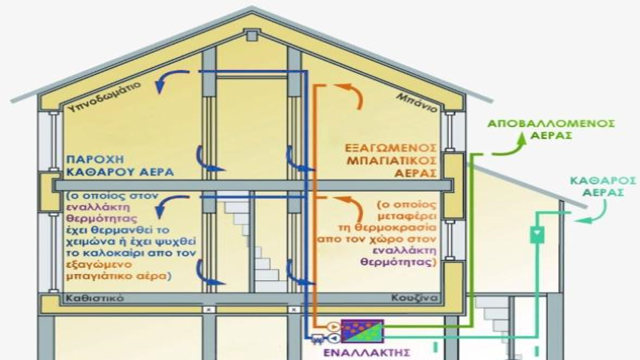 Υπνοδωμάτιο
Μπάνιο
ΠΑΡΟΧΗ
ΚΑΘΑΡΟΥ ΑΕΡΑ
(ο οποίος στον
εναλλάκτη
θερμότητας
έχει θερμανθεί το
χειμώνα ή έχει ψυχθεί
το καλοκαίρι απο τον
εξαγώμενο
μπαγιάτικο αέρα)
ΕΞΑΓΩΜΕΝΟΣ
ΜΠΑΓΙΑΤΙΚΟΣ
ΑΕΡΑΣ
(ο οποίος
μεταφέρει
τη θερμοκρασία
απο τον χώρο στον
εναλλάκτη
θερμότητας)
ΑΠΟΒΑΛΛΟΜΕΝΟΣ
ΑΕΡΑΣ
ΚΑΘΑΡΟΣ
ΑΕΡΑΣ
Καθιστικό
Κουζίνα
ΕΝΑΛΛΑΚΤΗΣ